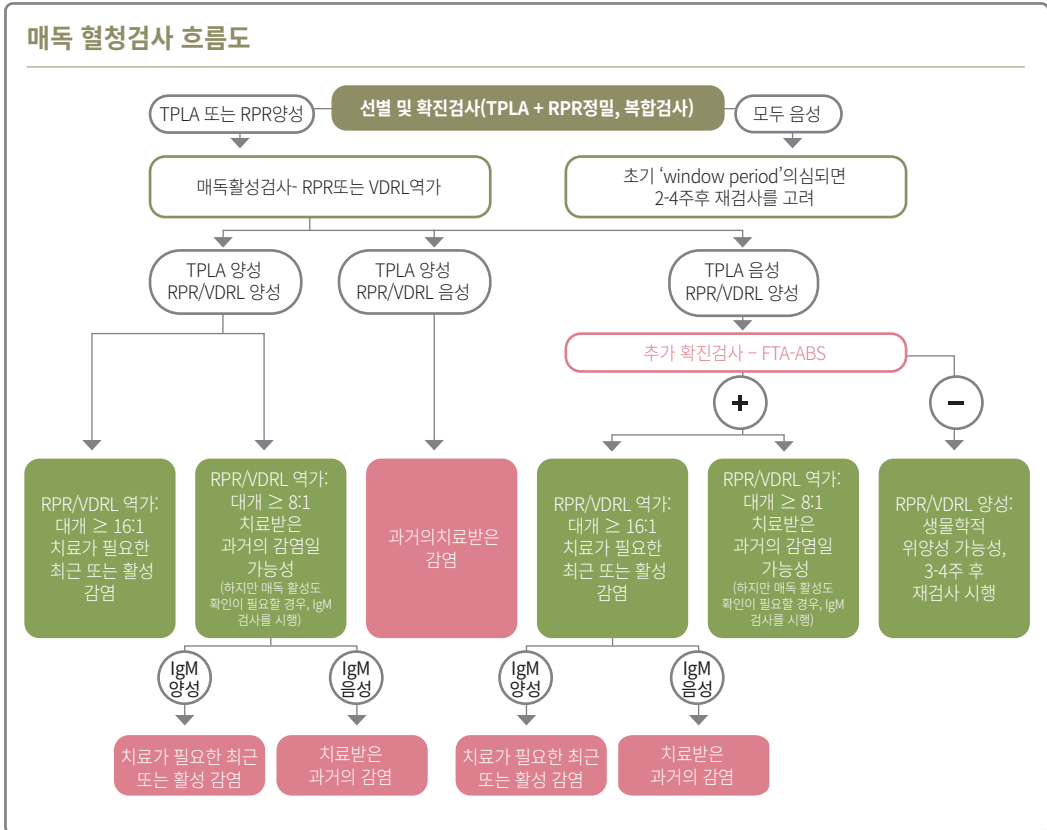 매독 혈청검사 흐름도
TPLA 또는 RPR양성
선별 및 확진검사(TPLA + RPR정밀, 복합검사)
모두 음성
매독활성검사- RPR또는 VDRL역가
초기 ‘window period’의심되면
2-4주후 재검사를 고려
TPLA 양성
RPR/VDRL 양성
TPLA 양성
RPR/VDRL 음성
TPLA 음성
RPR/VDRL 양성
추가 확진검사 – FTA-ABS
+
−
RPR/VDRL 역가:
대개 ≥ 16:1
치료가 필요한
최근 또는 활성
감염
RPR/VDRL 역가:
대개 ≥ 8:1
치료받은
과거의 감염일
가능성
(하지만 매독 활성도
확인이 필요할 경우, IgM
검사를 시행)
과거의치료받은
감염
RPR/VDRL 역가:
대개 ≥ 16:1
치료가 필요한
최근 또는 활성
감염
RPR/VDRL 역가:
대개 ≥ 8:1
치료받은
과거의 감염일
가능성
(하지만 매독 활성도
확인이 필요할 경우, IgM
검사를 시행)
RPR/VDRL 양성:
생물학적
위양성 가능성,
3-4주 후
재검사 시행
IgM
양성
IgM
음성
IgM
양성
IgM
음성
치료가 필요한 최근
또는 활성 감염
치료받은
과거의 감염
치료가 필요한 최근
또는 활성 감염
치료받은
과거의 감염